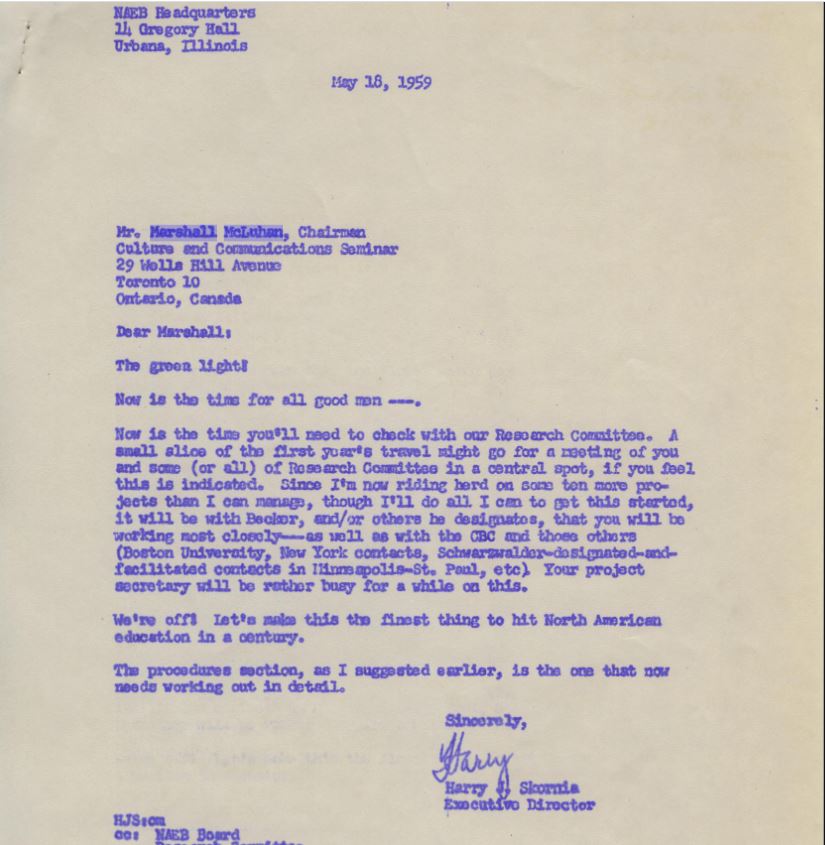 NAEB Headquarters
14 Gregory Hall
Urbana, Illinois
May 18, 1959
Mr. Marshall McLuhan, Chairman
Culture and Communications Seminar
29 Wells Hill Avenue
Toronto 10
Ontario, Canada
Dear Marshall:
The green light!
Now is the time for all good men ---.
Now is the time you'll need to check with our Research Committee. A
small slice of the first year's travel might go for a meeting of you
and some (or all) of Research Committee in a central spot, if you feel
this is indicated. Since I'm now riding herd on some ten more pro-
jects than I can manage, though I'll do all I can to get this started,
it will be with Becker, and/or others he designates, that you will be
working most closely---as well as with the CBC and those others
(Boston University, New York contacts, Schwarzwalder-designated-and-
facilitated contacts in Minneapolis-St. Paul, etc) Your project
secretary will be rather busy for a while on this.
We're off! Let's make this the finest thing to hit North American
education in a century.
The procedures section, as I suggested earlier, is the one that now
needs working out in detail.
Sincerely,
Harry
Harry J. Skornia
Executive Director
HJS:cm
cc: NAEB Board
Research Committee